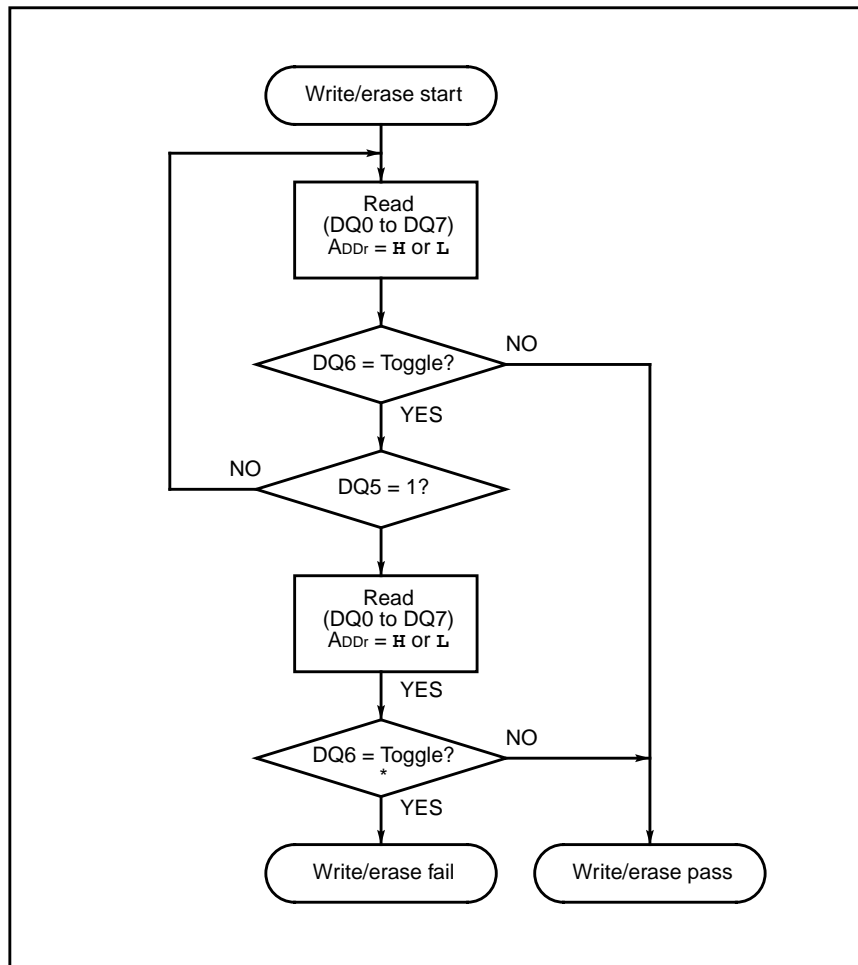 Write/erase start
Read
(DQ0 to DQ7)
ADDr = H or L
DQ6 = Toggle?
NO
YES
NO
DQ5 = 1?
Read
(DQ0 to DQ7)
ADDr = H or L
YES
DQ6 = Toggle?
*
NO
YES
Write/erase fail
Write/erase pass